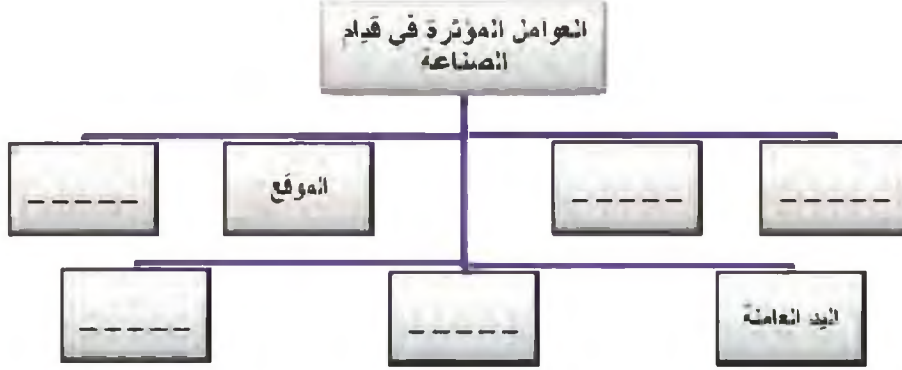 العوامل المؤثرة في قيام
الصناعة
_ _ _ _ _
_ _ _ _ _
الموقع
_ _ _ _ _
اليد العاملة
_ _ _ _ _
_ _ _ _ _